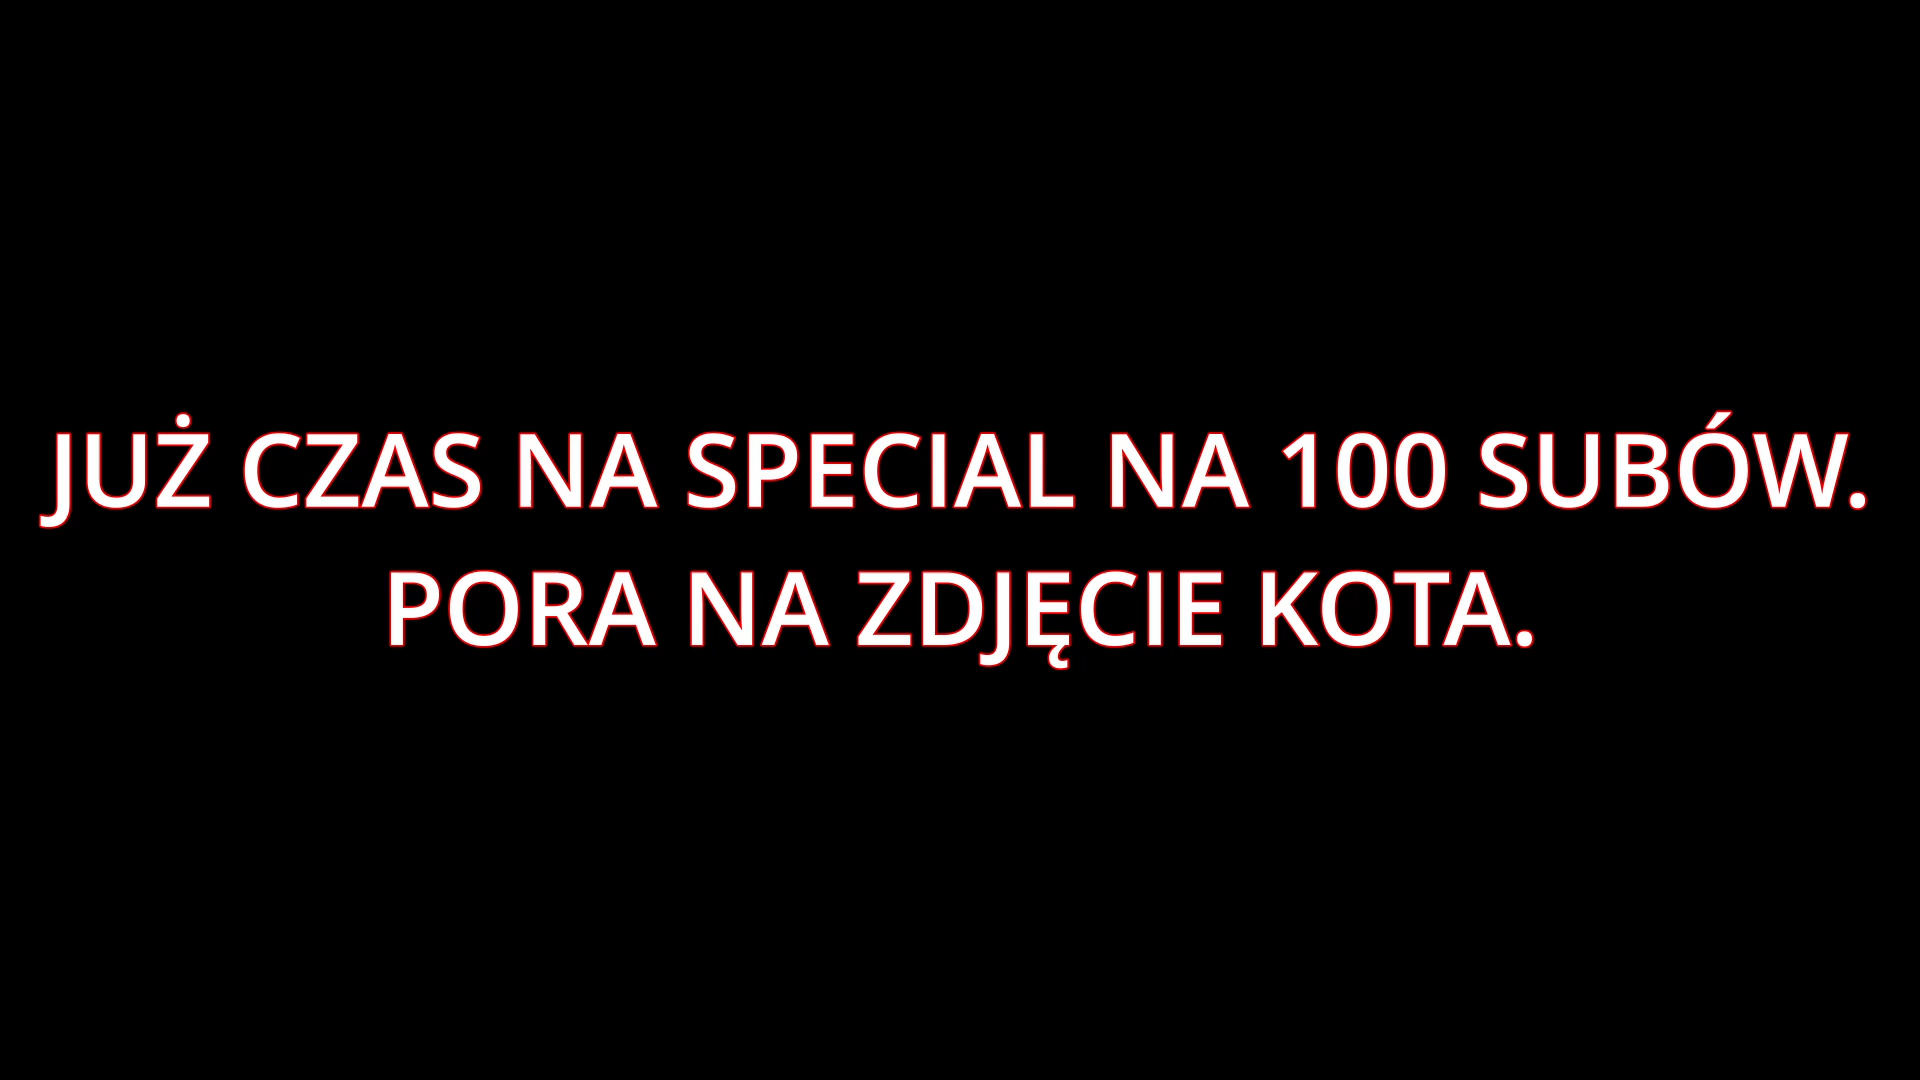 JUŻ CZAS NA SPECIAL NA 100 SUBÓW.
PORA NA ZDJĘCIE KOTA.